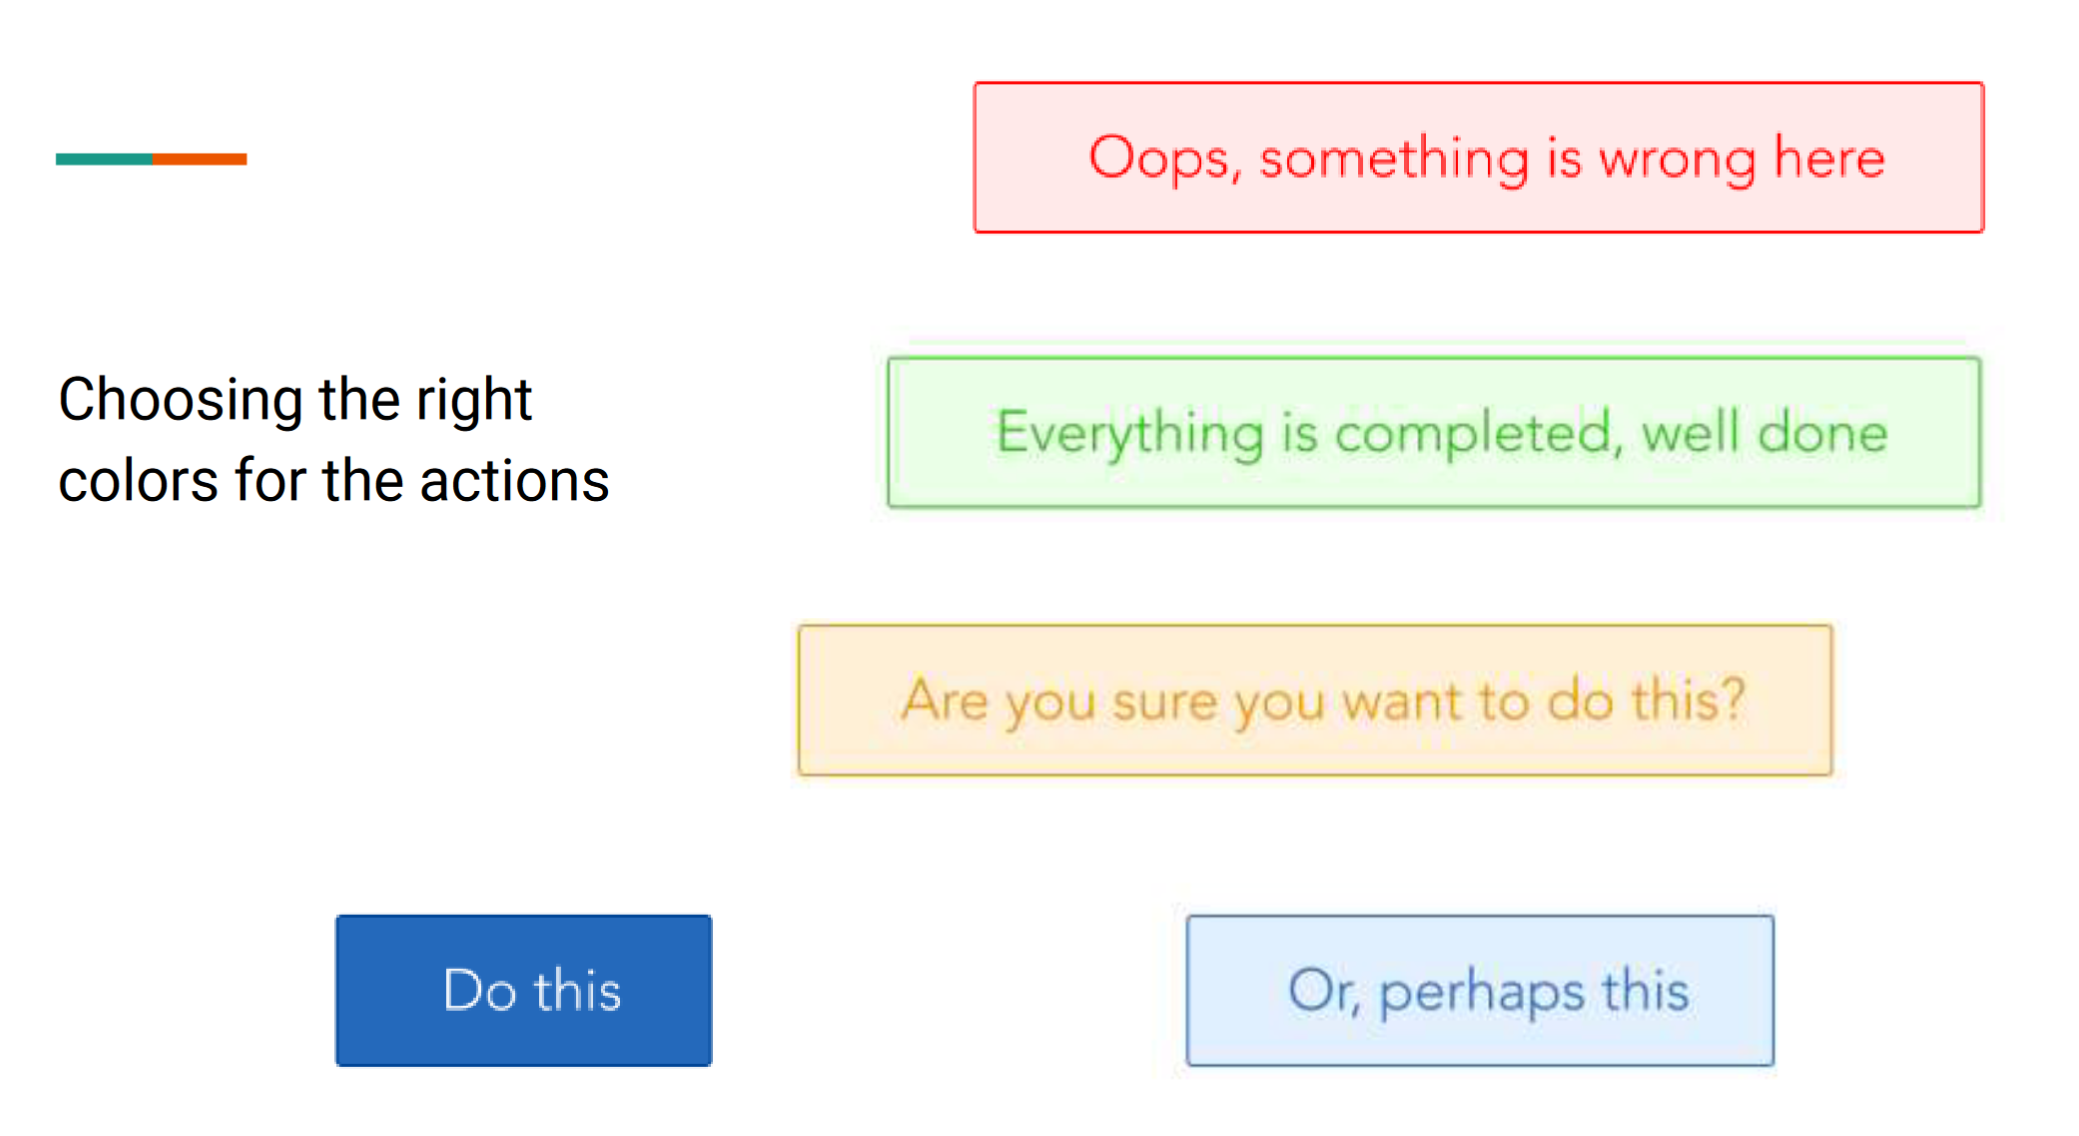 Oops, something is wrong here
Choosing the right
colors for the actions
Everything is completed, well done
Are you sure you want to do this?
Do this
Or, perhaps this